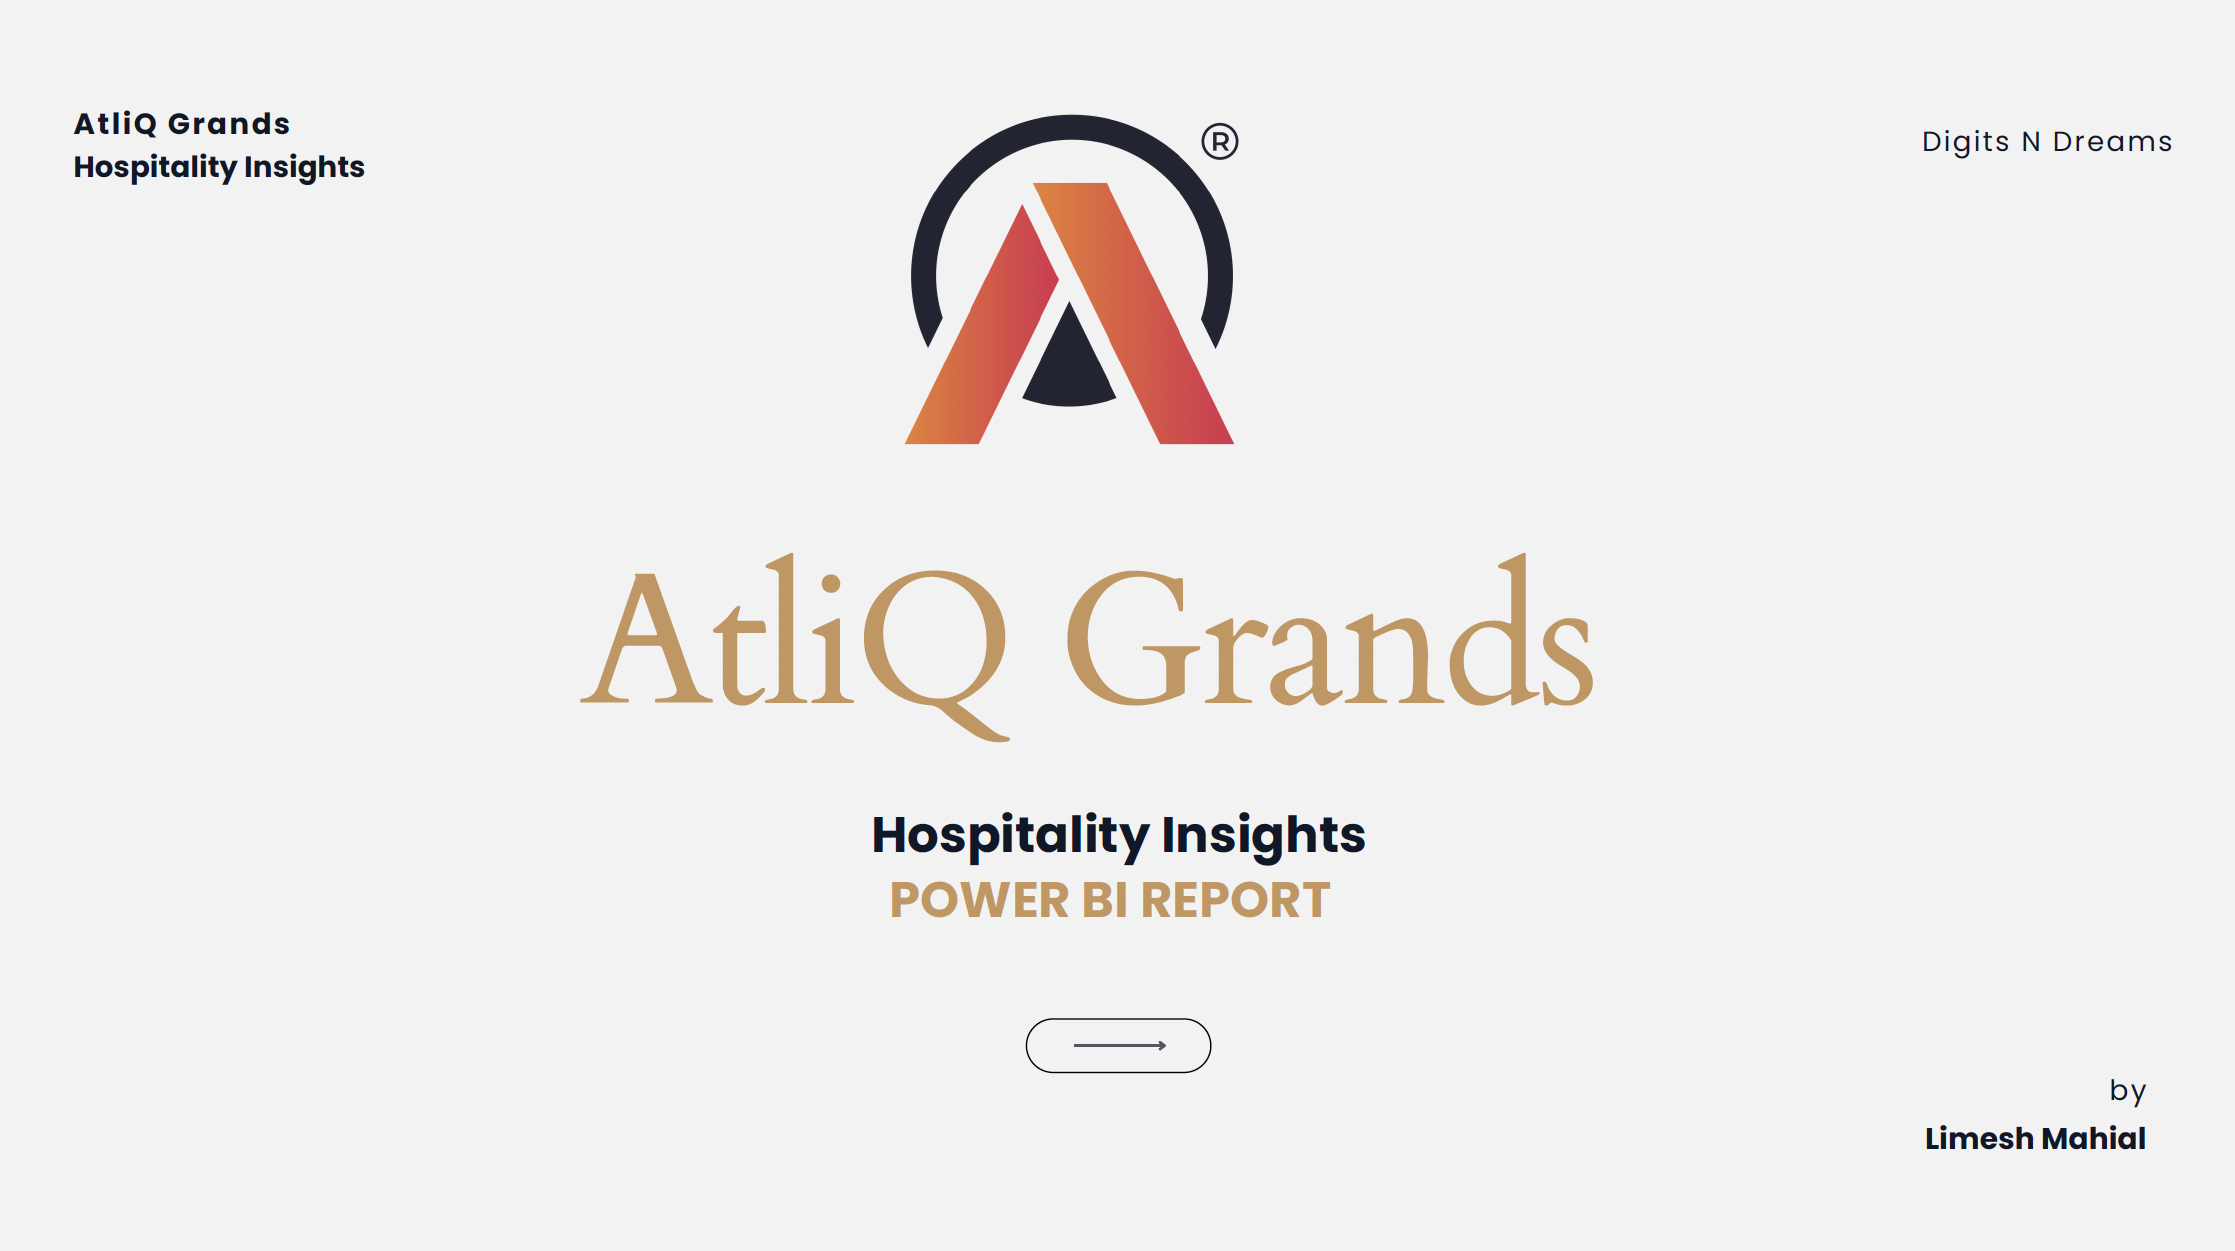 AtliQ Grands
Hospitality Insights
Digits N Dreams
®
AtliQ Grands
Hospitality Insights
POWER BI REPORT
by
Limesh Mahial